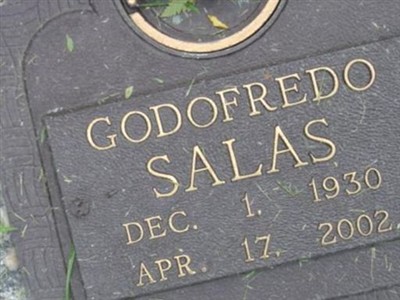 GODOFREDO
SALAS
DEC. 1. 1930
APR. 17. 2002